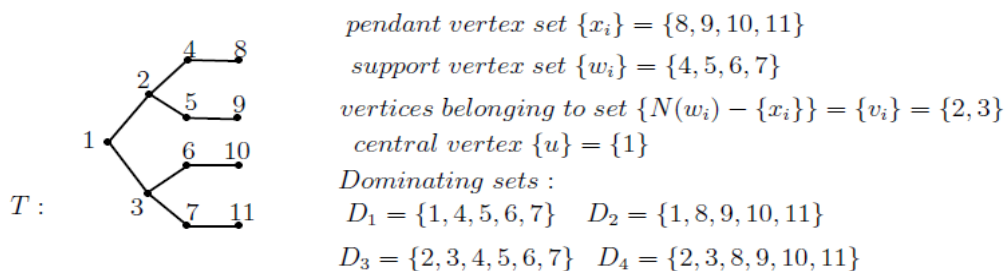 pendant vertex set {x_i} = {8, 9, 10, 11}
4 8
support vertex set {w_i} = {4, 5, 6, 7}
2
5 9
vertices belonging to set {N(w_i) − {x_i}} = {v_i} = {2, 3}
1
central vertex {u} = {1}
6 10
Dominating sets :
T : 3 7 11
D_1 = {1, 4, 5, 6, 7} D_2 = {1, 8, 9, 10, 11}
D_3 = {2, 3, 4, 5, 6, 7} D_4 = {2, 3, 8, 9, 10, 11}